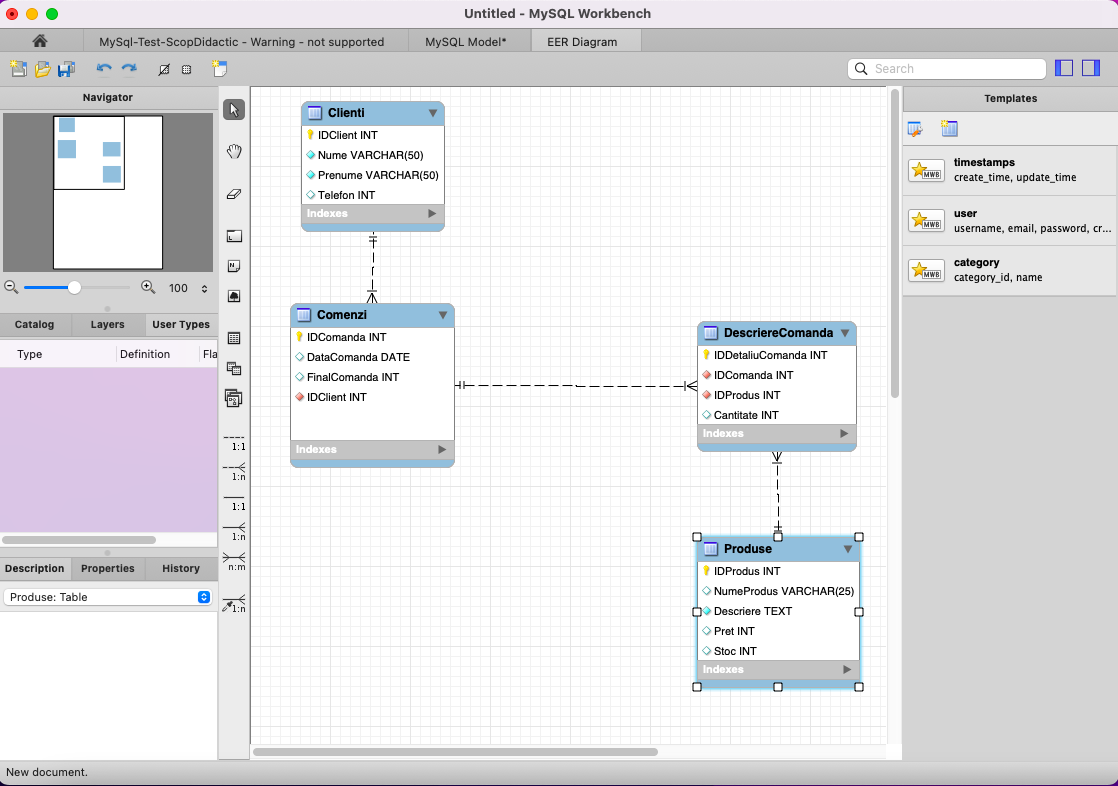 Untitled - MySQL Workbench
MySql-Test-ScopDidactic - Warning - not supported
MySQL Model*
EER Diagram
Search
Navigator
100
Catalog
Layers
User Types
Type
Definition
Fla
Description
Properties
History
Produse: Table
1:1
1:n
1:1
1:n
n:m
1:n
Clienti
IDClient INT
Nume VARCHAR(50)
Prenume VARCHAR(50)
Telefon INT
Indexes
Comenzi
IDComanda INT
DataComanda DATE
FinalComanda INT
IDClient INT
Indexes
DescriereComanda
IDDetaliuComanda INT
IDComanda INT
IDProdus INT
Cantitate INT
Indexes
Produse
IDProdus INT
NumeProdus VARCHAR(25)
Descriere TEXT
Pret INT
Stoc INT
Indexes
Templates
MWB
timestamps
create_time, update_time
MWB
user
username, email, password, cr...
MWB
category
category_id, name
New document.